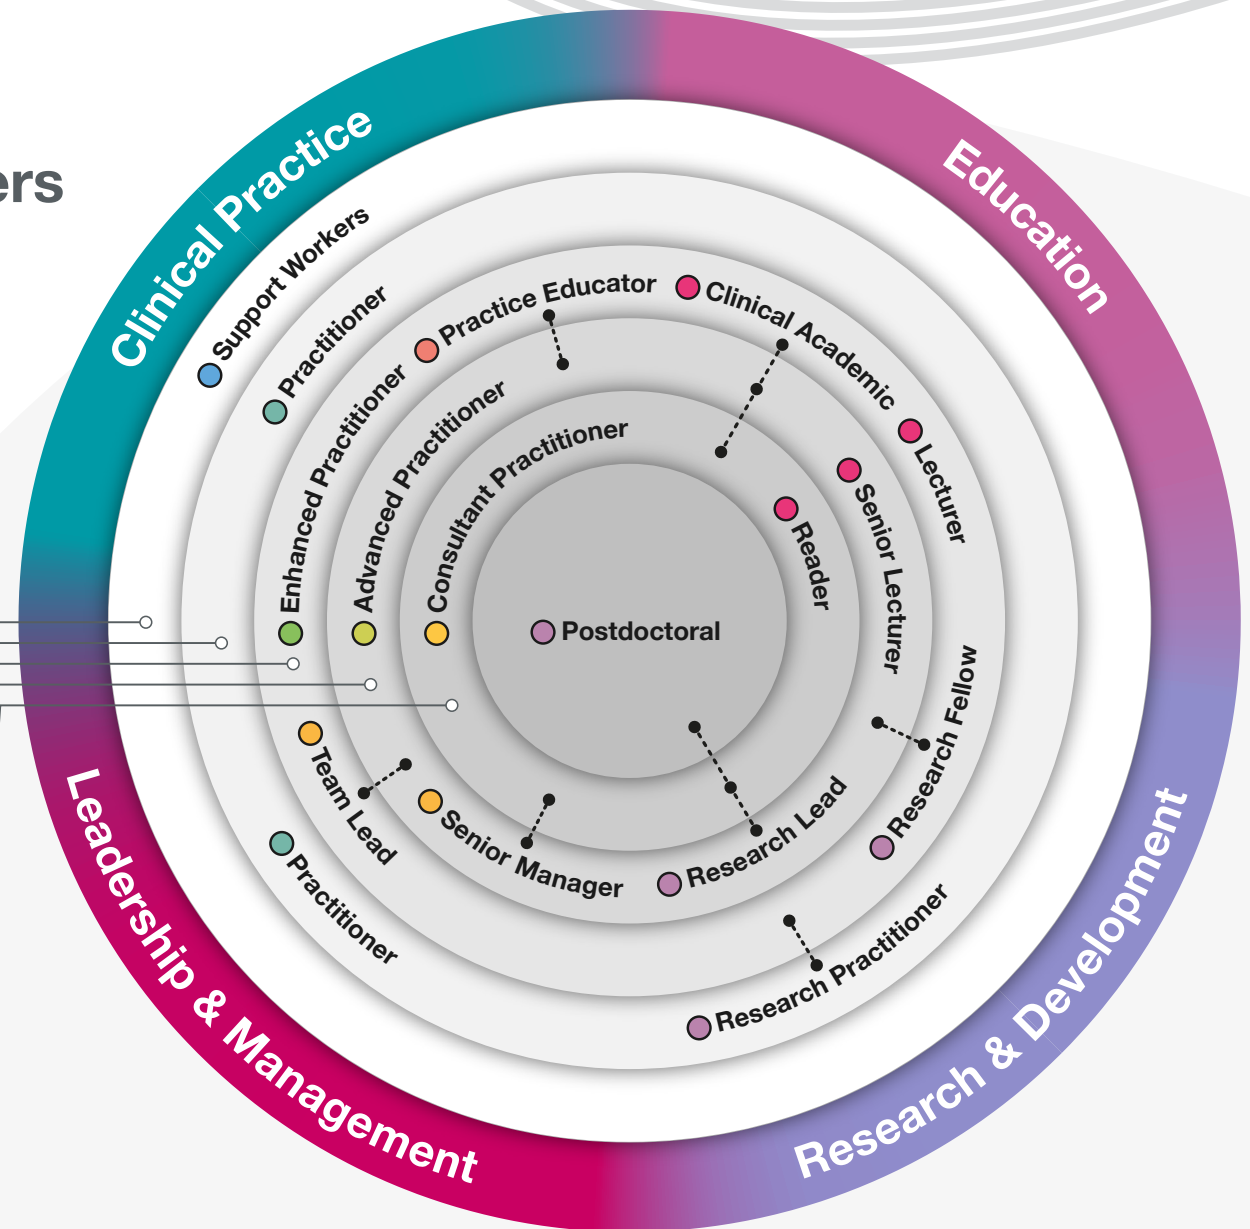 ers
Clinical Practice
Education
Support Workers
Practitioner
Enhanced Practitioner
Practice Educator
Clinical Academic
Lecturer
Advanced Practitioner
Senior Lecturer
Consultant Practitioner
Reader
Postdoctoral
Team Lead
Senior Manager
Research Lead
Research Fellow
Practitioner
Research Practitioner
Leadership & Management
Research & Development